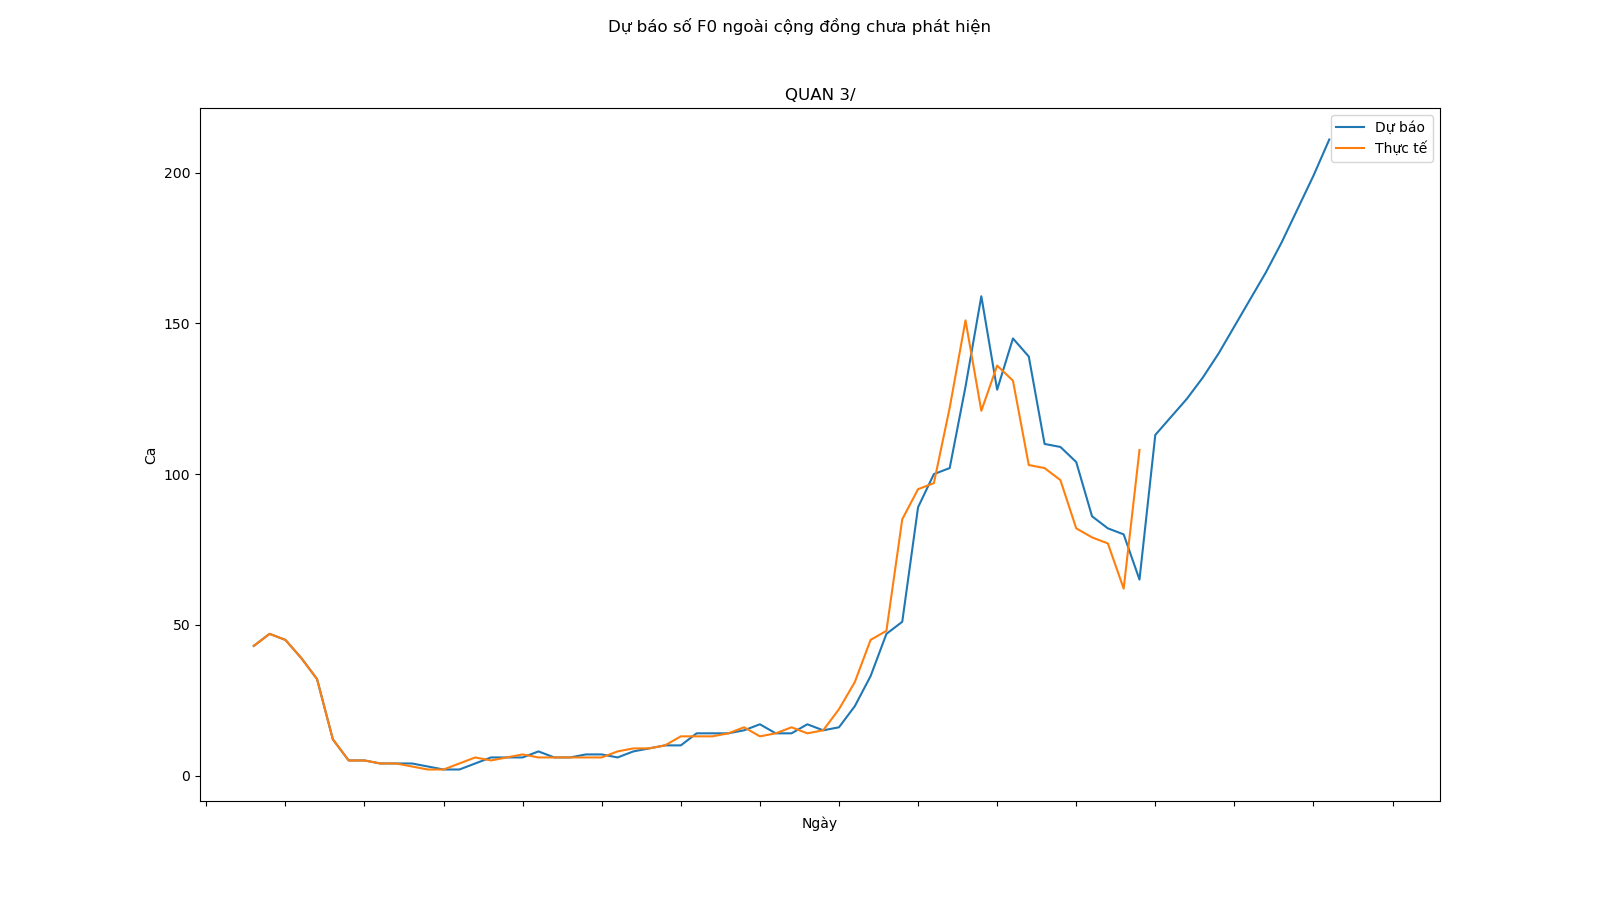 Dự báo số F0 ngoài cộng đồng chưa phát hiện
QUAN 3/
Dự báo
Thực tế
200
150
100
50
0
Ca
Ngày